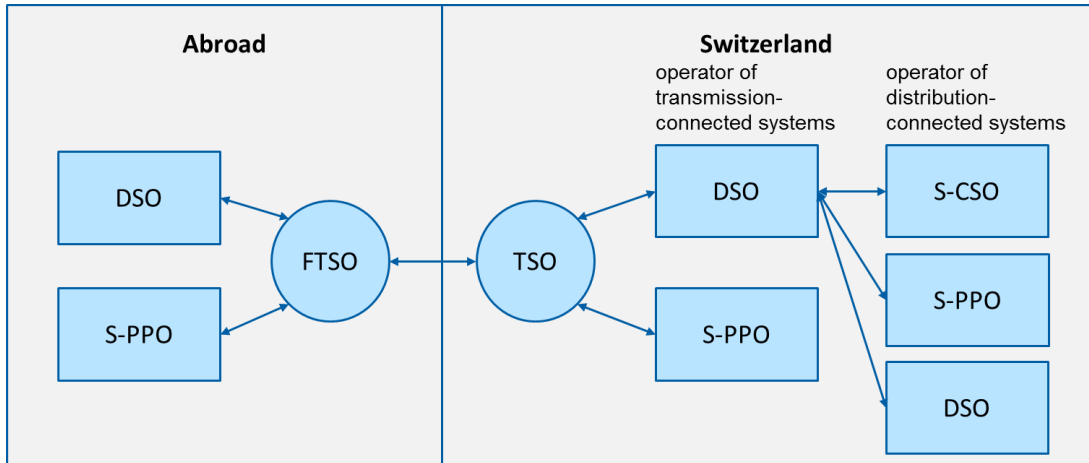 Abroad
DSO
S-PPO
FTSO
Switzerland
operator of
transmission-
connected systems
operator of
distribution-
connected systems
TSO
DSO
S-PPO
S-CSO
S-PPO
DSO